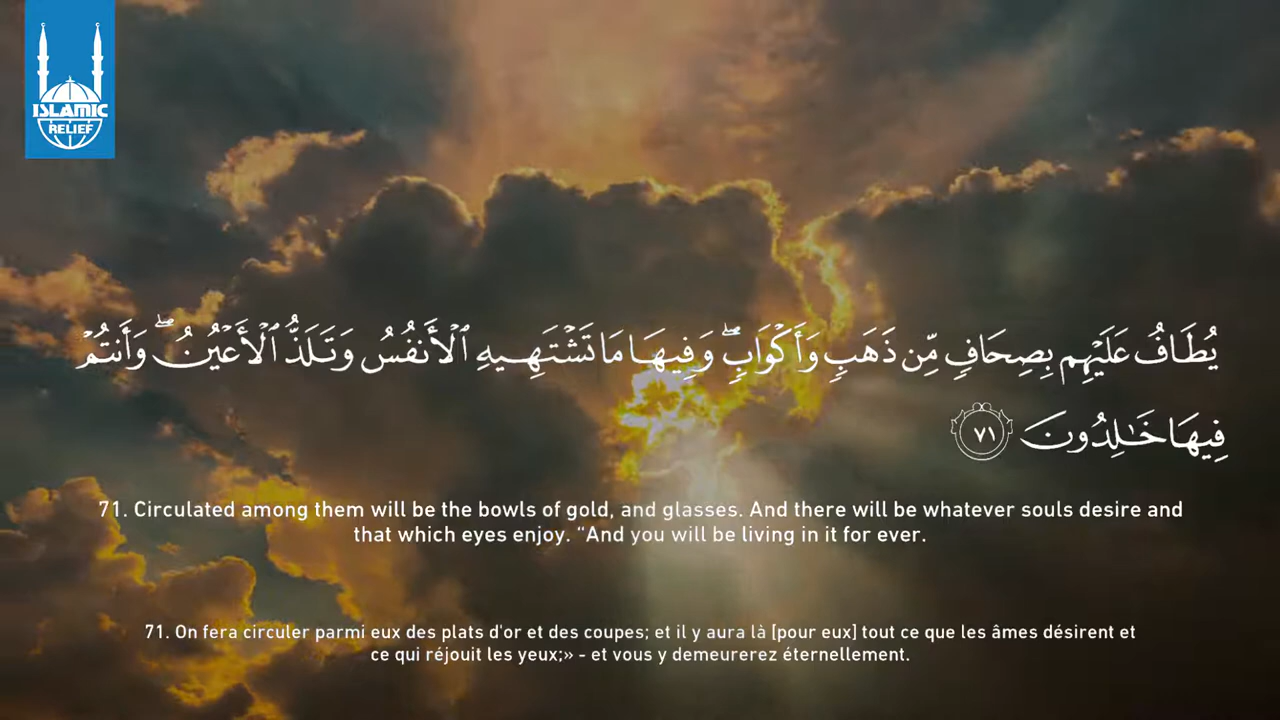 ISLAMIC
RELIEF
يُطَافُ عَلَيْهِم بِصِحَافٍ مِّن ذَهَبٍ وَأَكْوَابٍ ۖ وَفِيهَا مَا تَشْتَهِيهِ ٱلْأَنفُسُ وَتَلَذُّ ٱلْأَعْيُنُ ۖ وَأَنتُمْ
فِيهَا خَـٰلِدُونَ ٧١
71. Circulated among them will be the bowls of gold, and glasses. And there will be whatever souls desire and
that which eyes enjoy. “And you will be living in it for ever.
71. On fera circuler parmi eux des plats d'or et des coupes; et il y aura là [pour eux] tout ce que les âmes désirent et
ce qui réjouit les yeux;» - et vous y demeurerez éternellement.